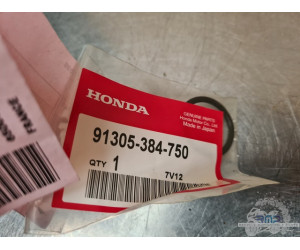 HONDA
GENUINE PARTS
Honda Motor Co., Ltd.
Made in Japan
91305-384-750
QTY 1
7V12
FRANCE